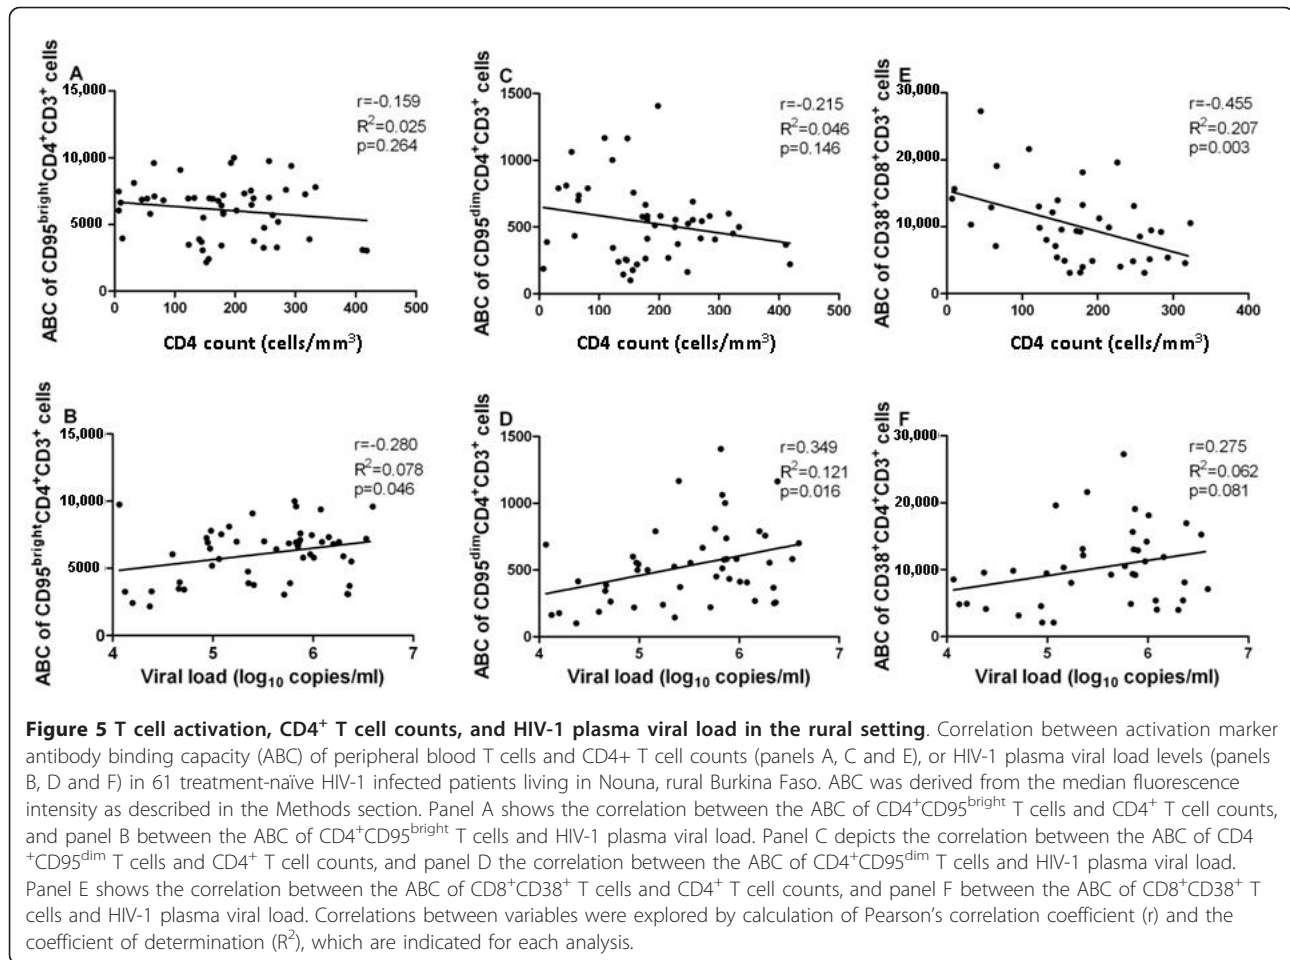 A
ABC of CD95brightCD4+CD3+ cells
15,000
10,000
5000
0
0 100 200 300 400 500
CD4 count (cells/mm3)
r=-0.159
R2=0.025
p=0.264
C
ABC of CD95dimCD4+CD3+ cells
1500
1000
500
0
0 100 200 300 400 500
CD4 count (cells/mm3)
r=-0.215
R2=0.046
p=0.146
E
ABC of CD38+CD8+CD3+ cells
30,000
20,000
10,000
0
0 100 200 300 400
CD4 count (cells/mm3)
r=-0.455
R2=0.207
p=0.003
B
ABC of CD95brightCD4+CD3+ cells
15,000
10,000
5000
0
4 5 6 7
Viral load (log10 copies/ml)
r=-0.280
R2=0.078
p=0.046
D
ABC of CD95dimCD4+CD3+ cells
1500
1000
500
0
4 5 6 7
Viral load (log10 copies/ml)
r=0.349
R2=0.121
p=0.016
F
ABC of CD38+CD4+CD3+ cells
30,000
20,000
10,000
0
4 5 6 7
Viral load (log10 copies/ml)
r=0.275
R2=0.062
p=0.081
Figure 5 T cell activation, CD4+ T cell counts, and HIV-1 plasma viral load in the rural setting. Correlation between activation marker
antibody binding capacity (ABC) of peripheral blood T cells and CD4+ T cell counts (panels A, C and E), or HIV-1 plasma viral load levels (panels
B, D and F) in 61 treatment-naïve HIV-1 infected patients living in Nouna, rural Burkina Faso. ABC was derived from the median fluorescence
intensity as described in the Methods section. Panel A shows the correlation between the ABC of CD4+CD95bright T cells and CD4+ T cell counts,
and panel B between the ABC of CD4+CD95bright T cells and HIV-1 plasma viral load. Panel C depicts the correlation between the ABC of CD4
+CD95dim T cells and CD4+ T cell counts, and panel D the correlation between the ABC of CD4+CD95dim T cells and HIV-1 plasma viral load.
Panel E shows the correlation between the ABC of CD8+CD38+ T cells and CD4+ T cell counts, and panel F between the ABC of CD8+CD38+ T
cells and HIV-1 plasma viral load. Correlations between variables were explored by calculation of Pearson's correlation coefficient (r) and the
coefficient of determination (R2), which are indicated for each analysis.